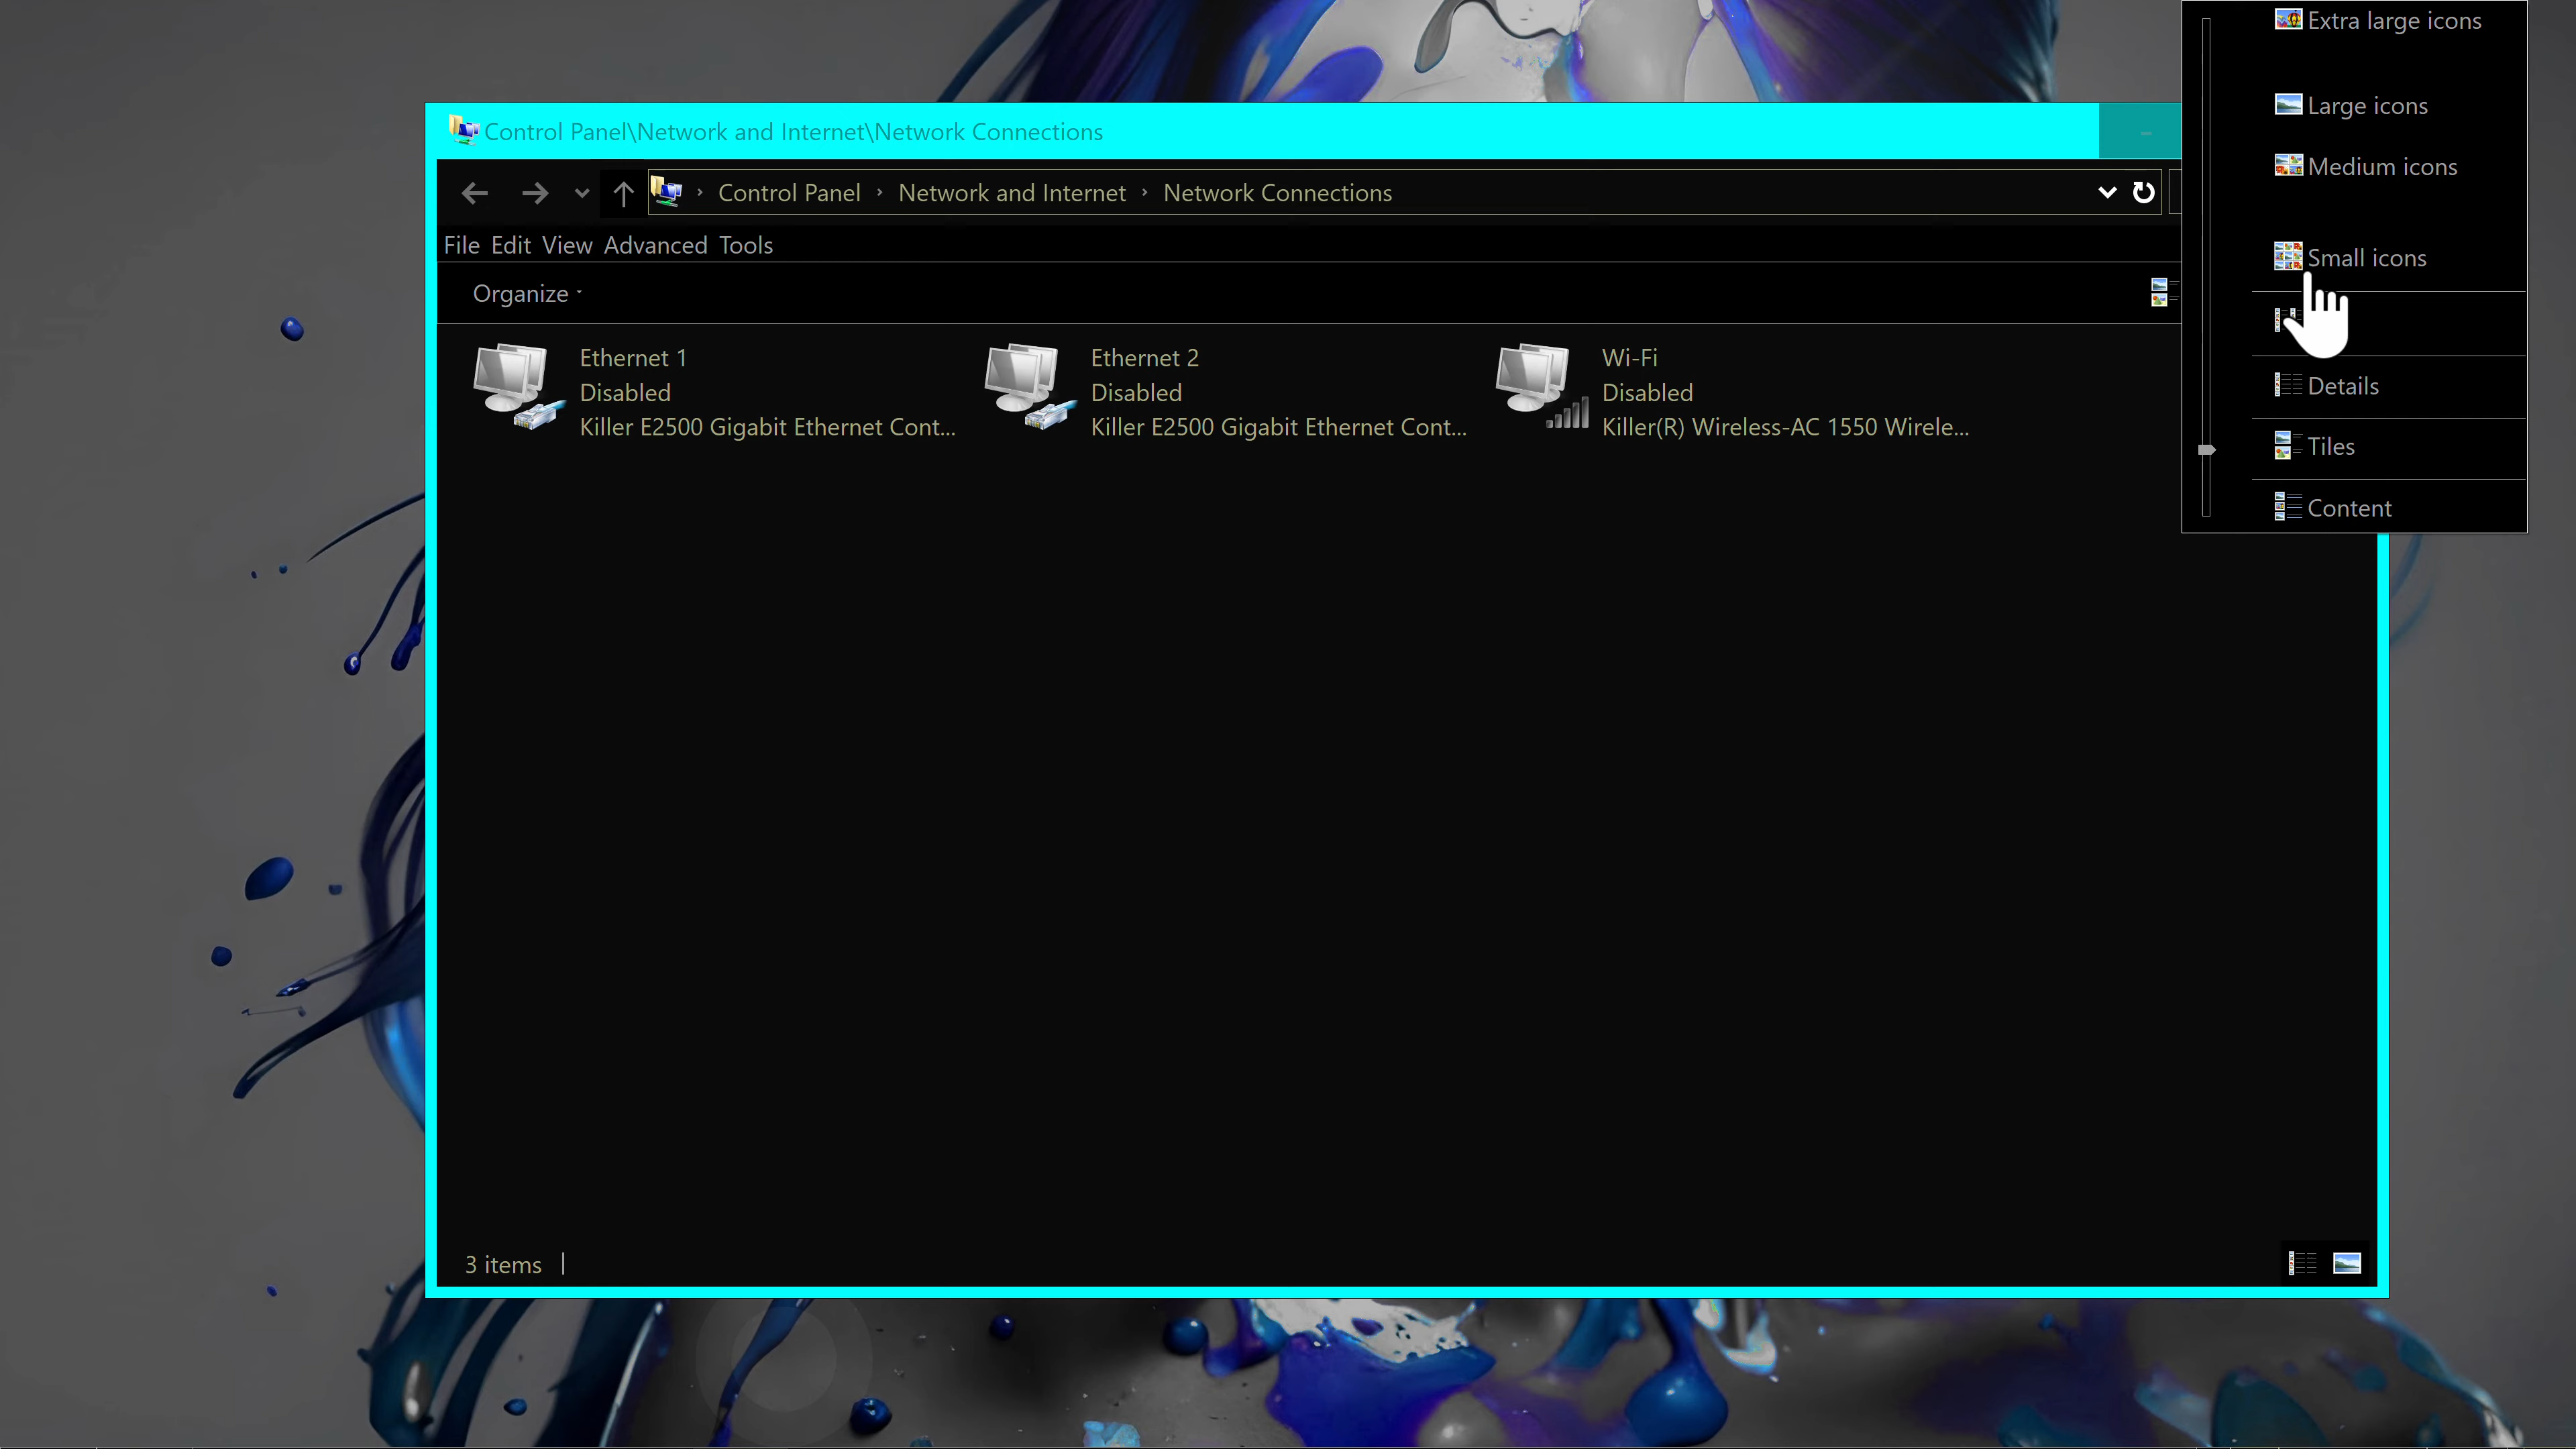 Control Panel\Network and Internet\Network Connections
Control Panel Network and Internet Network Connections
File Edit View Advanced Tools
Organize
Ethernet 1
Disabled
Killer E2500 Gigabit Ethernet Cont...
Ethernet 2
Disabled
Killer E2500 Gigabit Ethernet Cont...
Wi-Fi
Disabled
Killer(R) Wireless-AC 1550 Wirele...
3 items
Extra large icons
Large icons
Medium icons
Small icons
Details
Tiles
Content